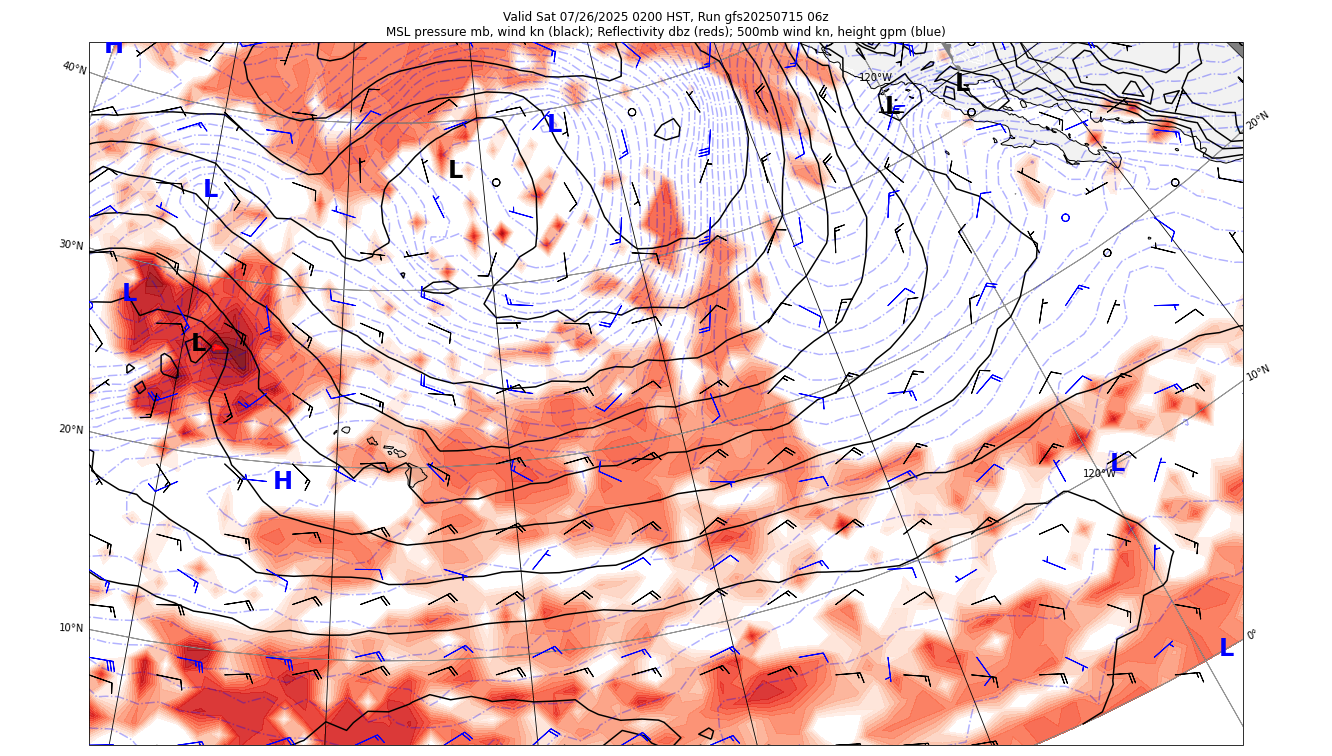 Valid Sat 07/26/2025 0200 HST, Run gfs20250715 06z
MSL pressure mb, wind kn (black); Reflectivity dbz (reds); 500mb wind kn, height gpm (blue)
H
40°N
120°W
L
L
20°N
L
L
L
30°N
L
L
10°N
20°N
L
H
120°W
10°N
0°
L